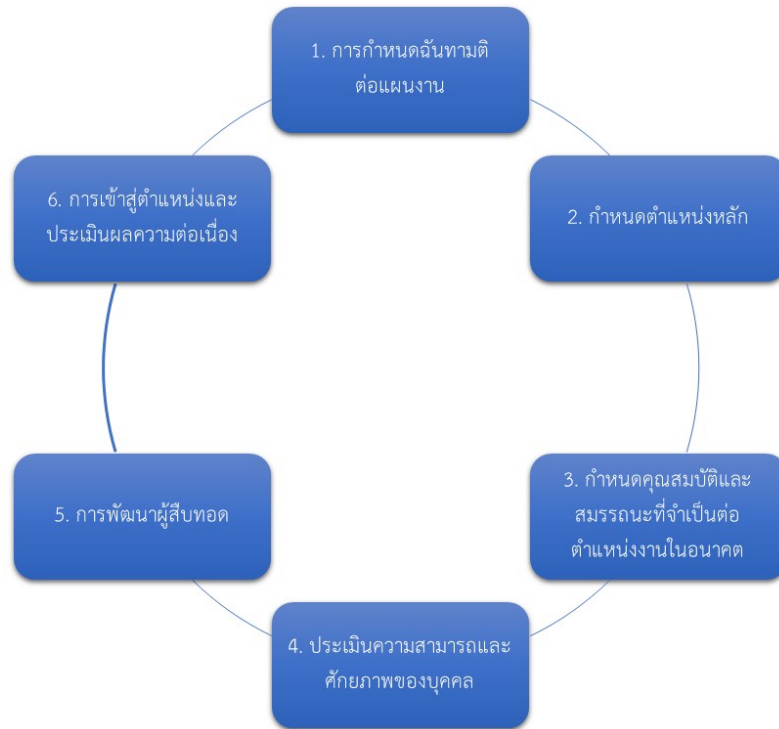 1. การกำหนดฉันทามติ
ต่อแผนงาน
2. กำหนดตำแหน่งหลัก
3. กำหนดคุณสมบัติและ
สมรรถนะที่จำเป็นต่อ
ตำแหน่งงานในอนาคต
4. ประเมินความสามารถและ
ศักยภาพของบุคคล
5. การพัฒนาผู้สืบทอด
6. การเข้าสู่ตำแหน่งและ
ประเมินผลความต่อเนื่อง